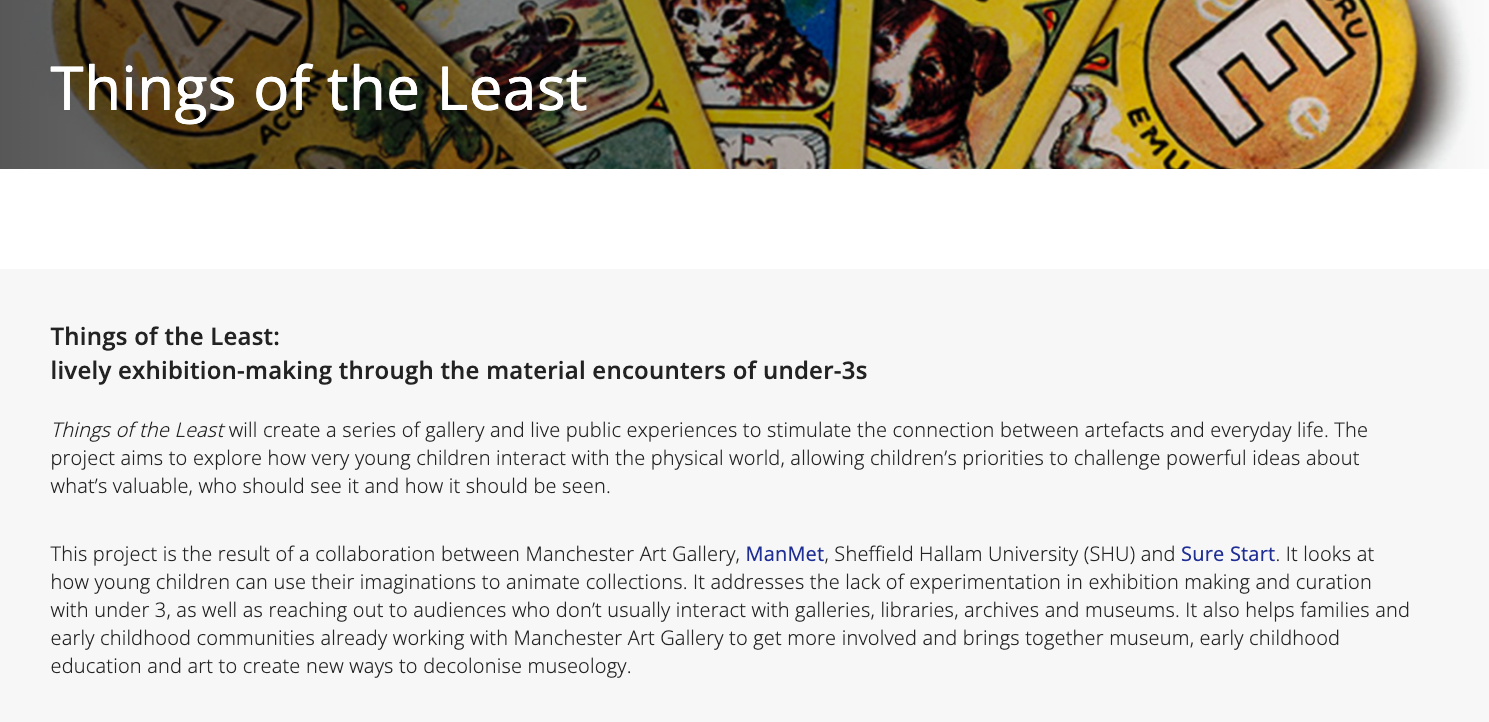 Things of the Least
A
E
e
EMU
Things of the Least:
lively exhibition-making through the material encounters of under-3s
Things of the Least will create a series of gallery and live public experiences to stimulate the connection between artefacts and everyday life. The
project aims to explore how very young children interact with the physical world, allowing children’s priorities to challenge powerful ideas about
what’s valuable, who should see it and how it should be seen.
This project is the result of a collaboration between Manchester Art Gallery, ManMet, Sheffield Hallam University (SHU) and Sure Start. It looks at
how young children can use their imaginations to animate collections. It addresses the lack of experimentation in exhibition making and curation
with under 3, as well as reaching out to audiences who don’t usually interact with galleries, libraries, archives and museums. It also helps families and
early childhood communities already working with Manchester Art Gallery to get more involved and brings together museum, early childhood
education and art to create new ways to decolonise museology.